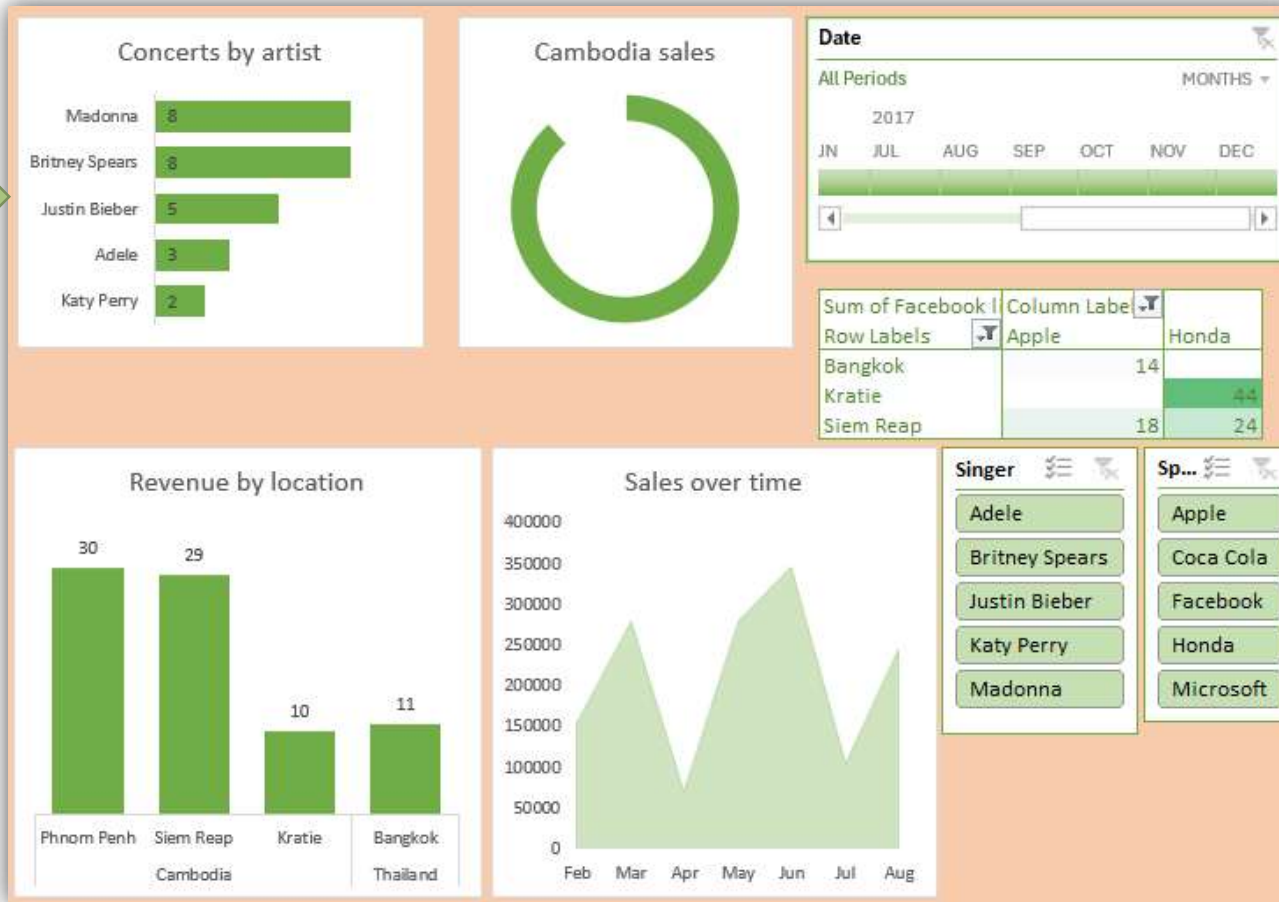 Concerts by artist
Madonna 8
Britney Spears 8
Justin Bieber 5
Adele 3
Katy Perry 2
Cambodia sales
Date
All Periods MONTHS
2017
JN JUL AUG SEP OCT NOV DEC
Sum of Facebook li Column Label
Row Labels Apple Honda
Bangkok 14
Kratie 44
Siem Reap 18 24
Revenue by location
30 29 10 11
Phnom Penh Siem Reap Kratie Bangkok
Cambodia Thailand
Sales over time
400000
350000
300000
250000
200000
150000
100000
50000
0
Feb Mar Apr May Jun Jul Aug
Singer
Adele
Britney Spears
Justin Bieber
Katy Perry
Madonna
Sp...
Apple
Coca Cola
Facebook
Honda
Microsoft